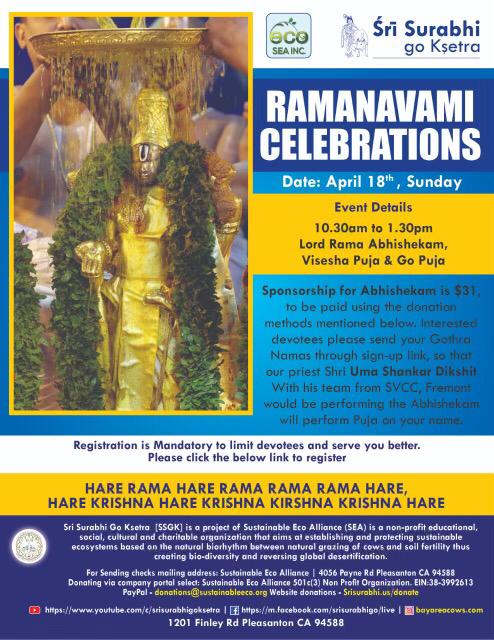 eco
SEA INC.
Śrī Surabhi
go Kṣetra
RAMANAVAMI
CELEBRATIONS
Date: April 18th , Sunday
Event Details
10.30am to 1.30pm
Lord Rama Abhishekam,
Visesha Puja & Go Puja
Sponsorship for Abhishekam is $31,
to be paid using the donation
methods mentioned below. Interested
devotees please send your Gothra
Namas through sign-up link, so that
our priest Shri Uma Shankar Dikshit
With his team from SVCC, Fremont
would be performing the Abhishekam
will perform Puja on your name.
Registration is Mandatory to limit devotees and serve you better.
Please click the below link to register
HARE RAMA HARE RAMA RAMA RAMA HARE,
HARE KRISHNA HARE KRISHNA KIRSHNA KRISHNA HARE
Sri Surabhi Go Ksetra [SSGK] is a project of Sustainable Eco Alliance (SEA) is a non-profit educational,
social, cultural and charitable organization that aims at establishing and protecting sustainable
ecosystems based on the natural biorhythm between natural grazing of cows and soil fertility thus
creating bio-diversity and reversing global desertification.
For Sending checks mailing address: Sustainable Eco Alliance | 4056 Payne Rd Pleasanton CA 94588
Donating via company portal select: Sustainable Eco Alliance 501c(3) Non Profit Organization. EIN:38-3992613
PayPal - donations@sustainableeco.org Website donations - Srisurabhi.us/donate
https://www.youtube.com/c/srisurabhigoksetra | https://m.facebook.com/srisurabhigo/live | bayareacows.com
1201 Finley Rd Pleasanton CA 94588